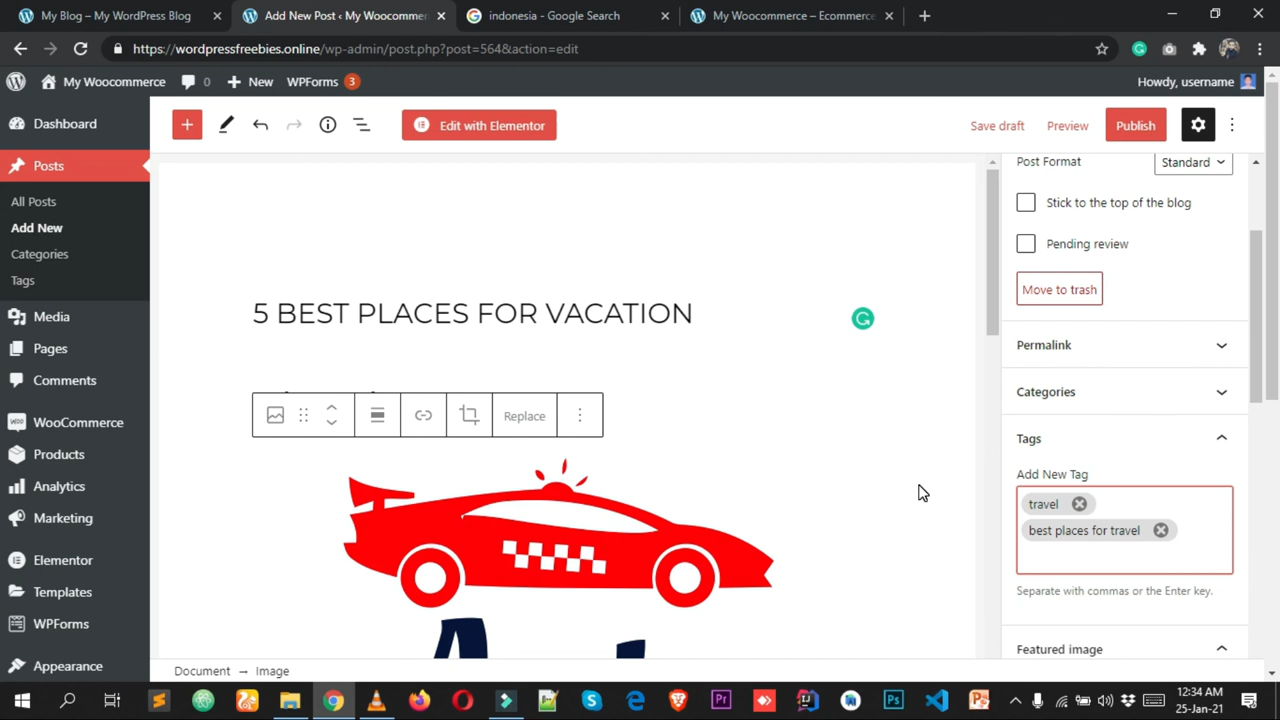 My Blog – My WordPress Blog
Add New Post ‹ My Woocommer
indonesia - Google Search
My Woocommerce – Ecommerce
https://wordpressfreebies.online/wp-admin/post.php?post=564&action=edit
My Woocommerce
0
New
WPForms 3
Howdy, username
Dashboard
Posts
All Posts
Add New
Categories
Tags
Media
Pages
Comments
WooCommerce
Products
Analytics
Marketing
Elementor
Templates
WPForms
Appearance
Edit with Elementor
Save draft
Preview
Publish
5 BEST PLACES FOR VACATION
Replace
Post Format
Standard
Stick to the top of the blog
Pending review
Move to trash
Permalink
Categories
Tags
Add New Tag
travel
best places for travel
Separate with commas or the Enter key.
Featured image
Document → Image
12:34 AM
25-Jan-21